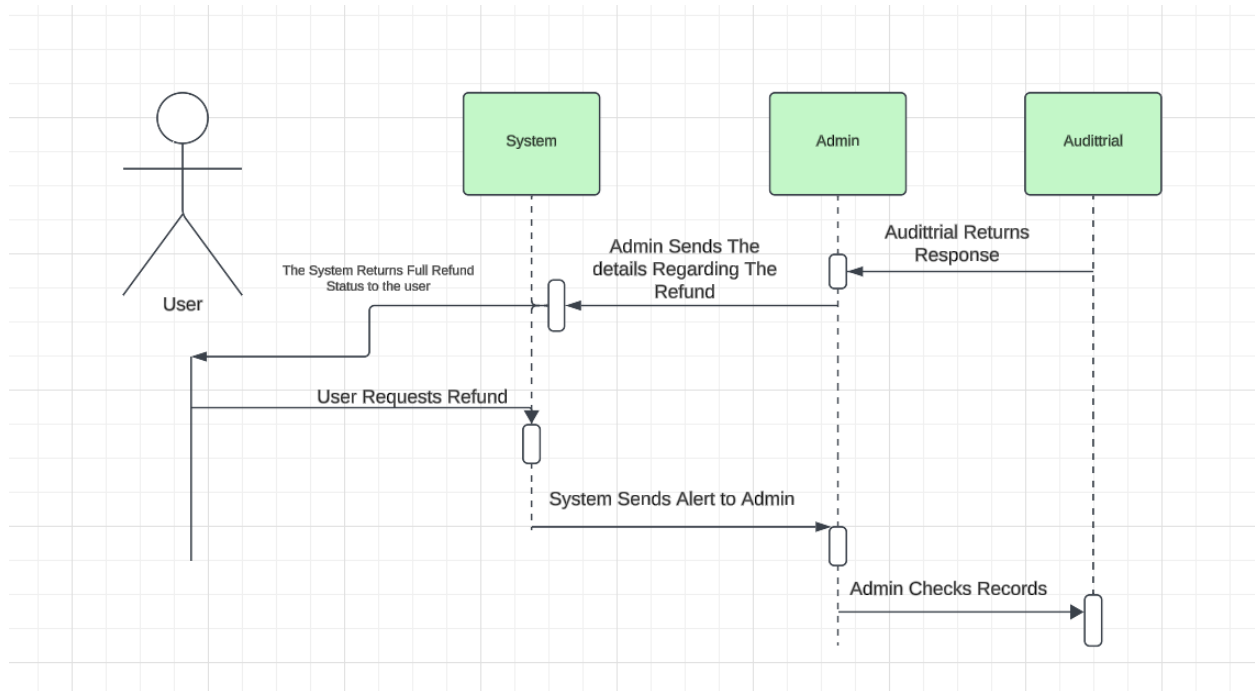 System
Admin
Audittrial
Audittrial Returns
Response
Admin Sends The
details Regarding The
Refund
The System Returns Full Refund
Status to the user
User
User Requests Refund
System Sends Alert to Admin
Admin Checks Records